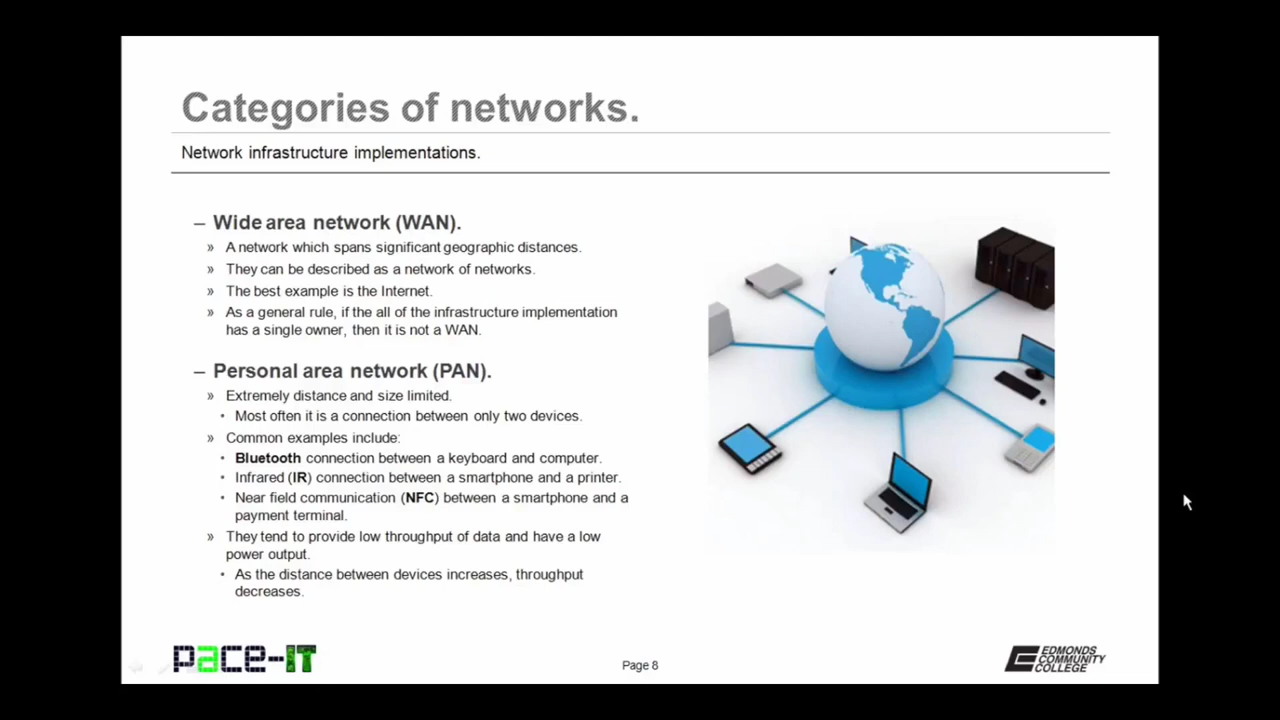 Categories of networks.
Network infrastructure implementations.
– Wide area network (WAN).
» A network which spans significant geographic distances.
» They can be described as a network of networks.
» The best example is the Internet.
» As a general rule, if the all of the infrastructure implementation
has a single owner, then it is not a WAN.
– Personal area network (PAN).
» Extremely distance and size limited.
• Most often it is a connection between only two devices.
» Common examples include:
• Bluetooth connection between a keyboard and computer.
• Infrared (IR) connection between a smartphone and a printer.
• Near field communication (NFC) between a smartphone and a
payment terminal.
» They tend to provide low throughput of data and have a low
power output.
• As the distance between devices increases, throughput
decreases.
pace-IT
Page 8
EDMONDS
COMMUNITY
COLLEGE